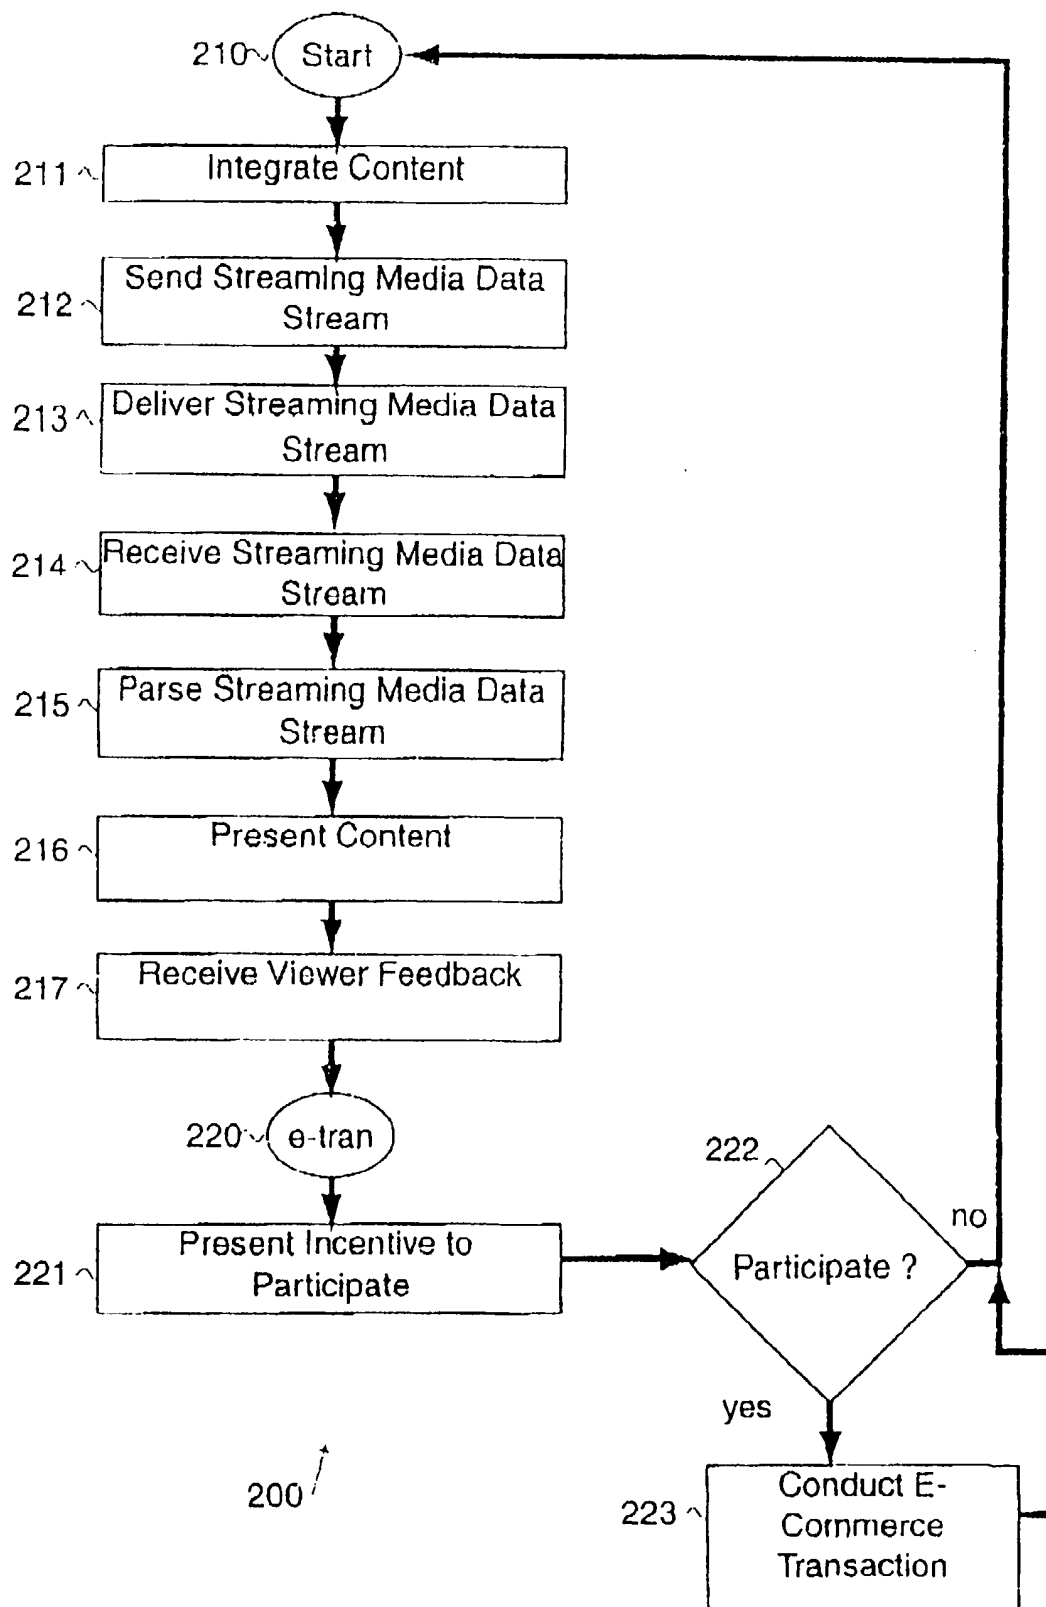 210 Start
211 Integrate Content
212 Send Streaming Media Data
Stream
213 Deliver Streaming Media Data
Stream
214 Receive Streaming Media Data
Stream
215 Parse Streaming Media Data
Stream
216 Present Content
217 Receive Viewer Feedback
220 e-tran
221 Present Incentive to
Participate
222
Participate ?
no
yes
223 Conduct E-
Commerce
Transaction
200